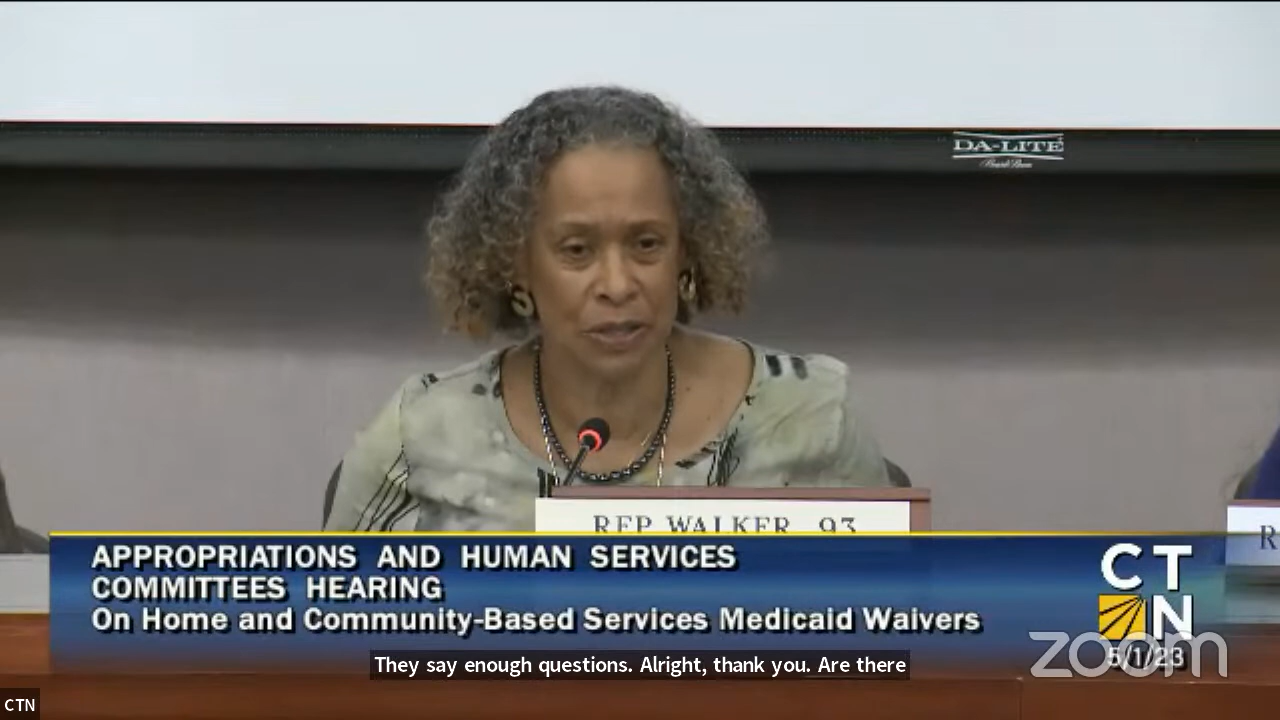 DA-LITE
REP WALKER 93
R
APPROPRIATIONS AND HUMAN SERVICES
COMMITTEES HEARING
On Home and Community-Based Services Medicaid Waivers
CT
N
zoom
5/1/23
They say enough questions. Alright, thank you. Are there
CTN